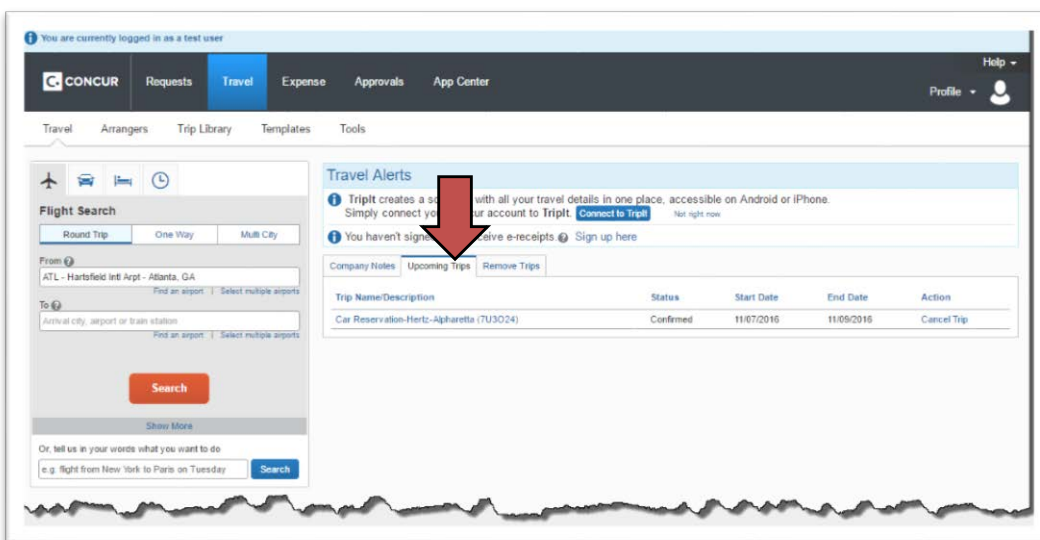 You are currently logged in as a test user
Help
C. CONCUR Requests Travel Expense Approvals App Center
Profile
Travel Arrangers Trip Library Templates Tools
Flight Search
Round Trip One Way Multi City
From
ATL - Hartsfield Intl Arpt - Atlanta, GA
Find an airport | Select multiple airports
To
Arrival city, airport or train station
Find an airport | Select multiple airports
Search
Show More
Or, tell us in your words what you want to do
e.g. flight from New York to Paris on Tuesday Search
Travel Alerts
TripIt creates a with all your travel details in one place, accessible on Android or iPhone.
Simply connect account to TripIt. Connect to TripIt Not right now
You haven't e-receipts. Sign up here
Company Notes Upcoming Trips Remove Trips
Trip Name/Description Status Start Date End Date Action
Car Reservation-Hertz-Alpharetta (7U3O24) Confirmed 11/07/2016 11/09/2016 Cancel Trip